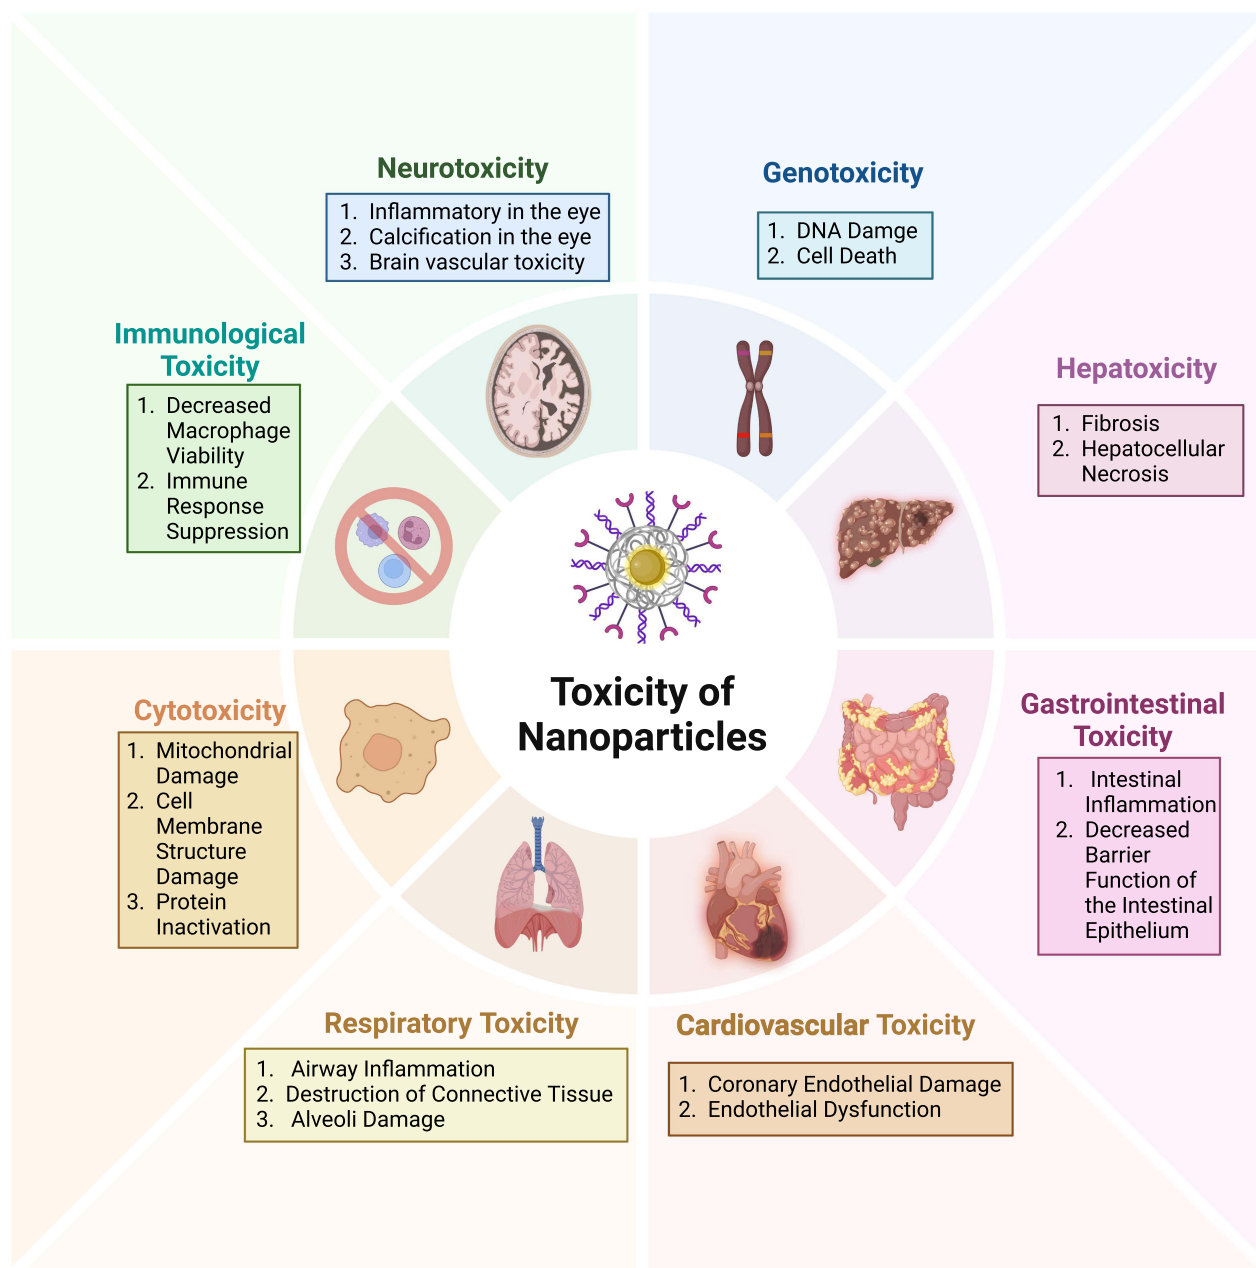 Neurotoxicity
1. Inflammatory in the eye
2. Calcification in the eye
3. Brain vascular toxicity
Genotoxicity
1. DNA Damge
2. Cell Death
Immunological
Toxicity
1. Decreased
Macrophage
Viability
2. Immune
Response
Suppression
Hepatoxicity
1. Fibrosis
2. Hepatocellular
Necrosis
Toxicity of
Nanoparticles
Cytotoxicity
1. Mitochondrial
Damage
2. Cell
Membrane
Structure
Damage
3. Protein
Inactivation
Gastrointestinal
Toxicity
1. Intestinal
Inflammation
2. Decreased
Barrier
Function of
the Intestinal
Epithelium
Respiratory Toxicity
1. Airway Inflammation
2. Destruction of Connective Tissue
3. Alveoli Damage
Cardiovascular Toxicity
1. Coronary Endothelial Damage
2. Endothelial Dysfunction